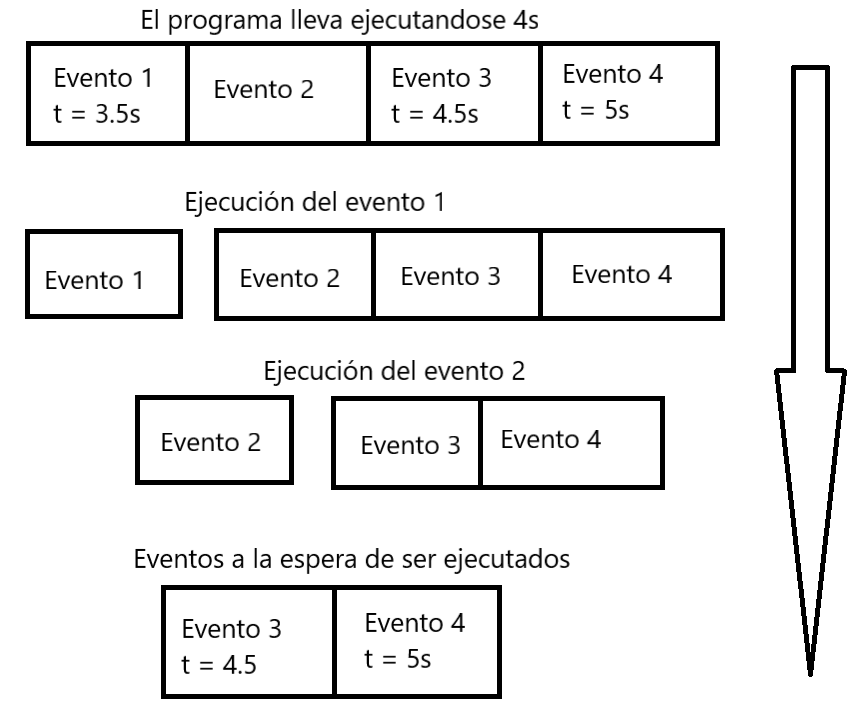 El programa lleva ejecutandose 4s
Evento 1
t = 3.5s
Evento 2
Evento 3
t = 4.5s
Evento 4
t = 5s
Ejecución del evento 1
Evento 1
Evento 2
Evento 3
Evento 4
Ejecución del evento 2
Evento 2
Evento 3
Evento 4
Eventos a la espera de ser ejecutados
Evento 3
t = 4.5
Evento 4
t = 5s